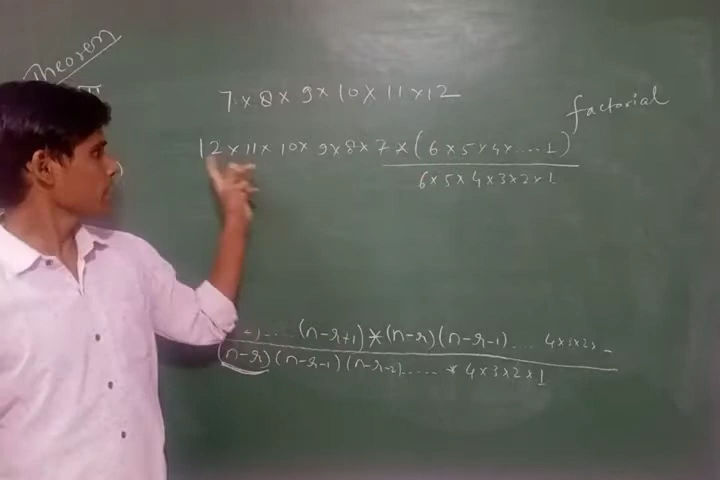 Theorem
7 × 8 × 9 × 10 × 11 × 12
factorial
12 × 11 × 10 × 9 × 8 × 7 × (6 × 5 × 4 × ... 1)
6 × 5 × 4 × 3 × 2 × 1
.... (n-r+1) * (n-r) (n-r-1) .... 4×3×2×
(n-r) (n-r-1) (n-r-2) ..... * 4×3×2×1